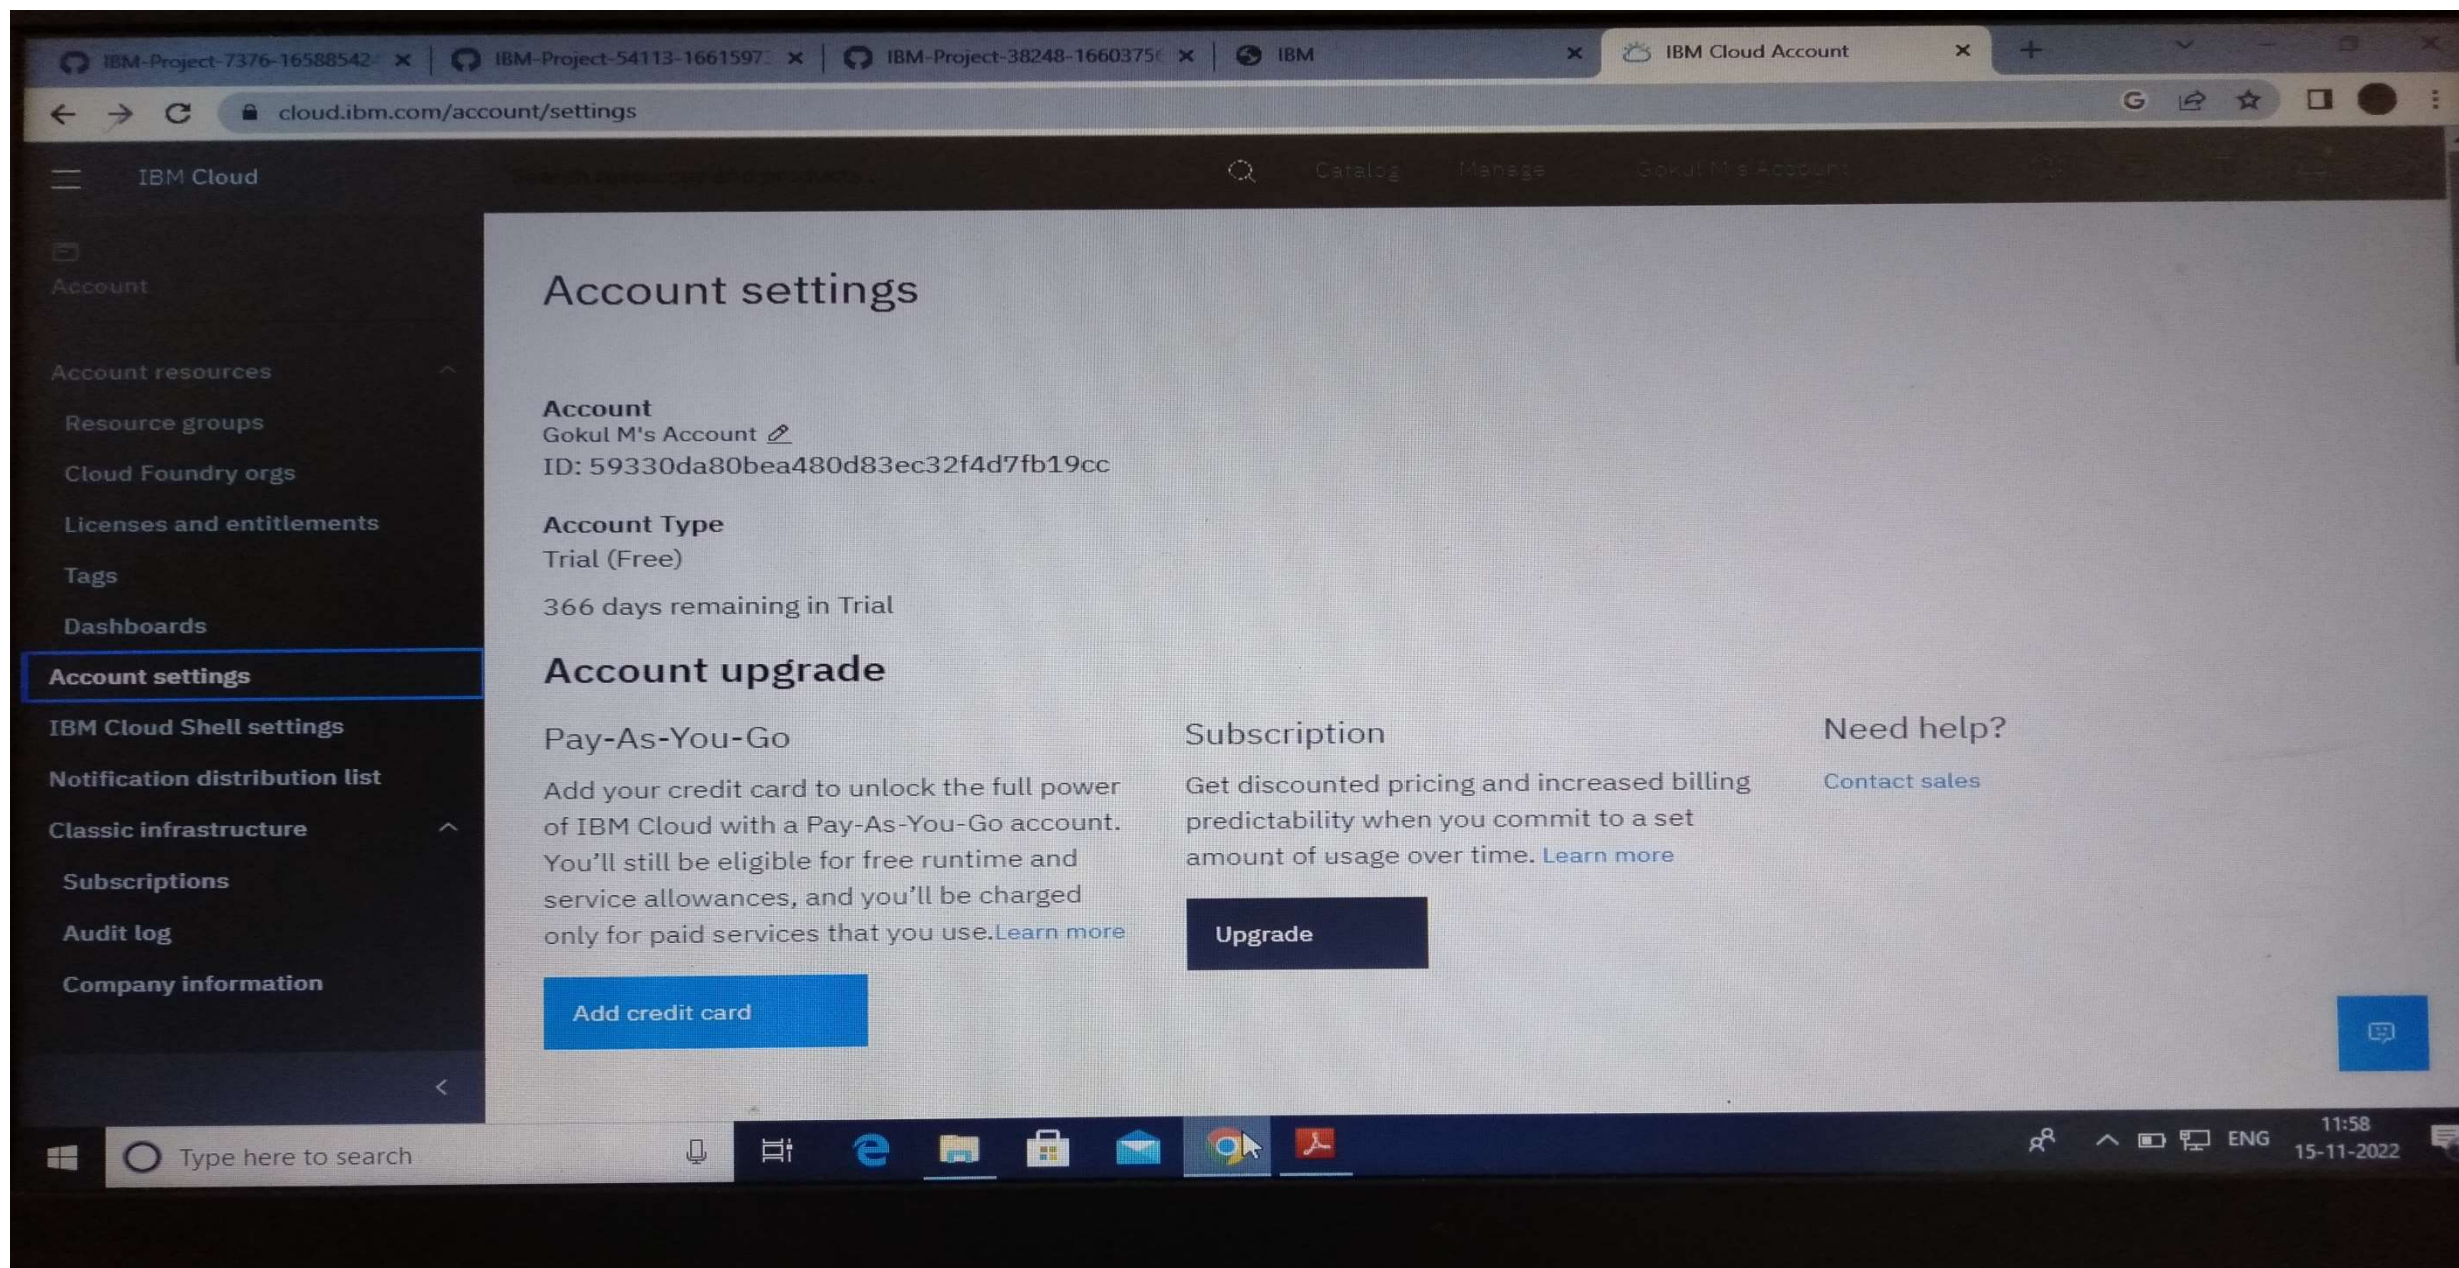 IBM-Project-7376-16588542
IBM-Project-54113-1661597
IBM-Project-38248-1660375
IBM
IBM Cloud Account
cloud.ibm.com/account/settings
IBM Cloud
Catalog
Manage
Gokul M's Account
Account
Account resources
Resource groups
Cloud Foundry orgs
Licenses and entitlements
Tags
Dashboards
Account settings
IBM Cloud Shell settings
Notification distribution list
Classic infrastructure
Subscriptions
Audit log
Company information
Account settings
Account
Gokul M's Account
ID: 59330da80bea480d83ec32f4d7fb19cc
Account Type
Trial (Free)
366 days remaining in Trial
Account upgrade
Pay-As-You-Go
Add your credit card to unlock the full power
of IBM Cloud with a Pay-As-You-Go account.
You'll still be eligible for free runtime and
service allowances, and you'll be charged
only for paid services that you use.Learn more
Add credit card
Subscription
Get discounted pricing and increased billing
predictability when you commit to a set
amount of usage over time. Learn more
Upgrade
Need help?
Contact sales
Type here to search
ENG
11:58
15-11-2022